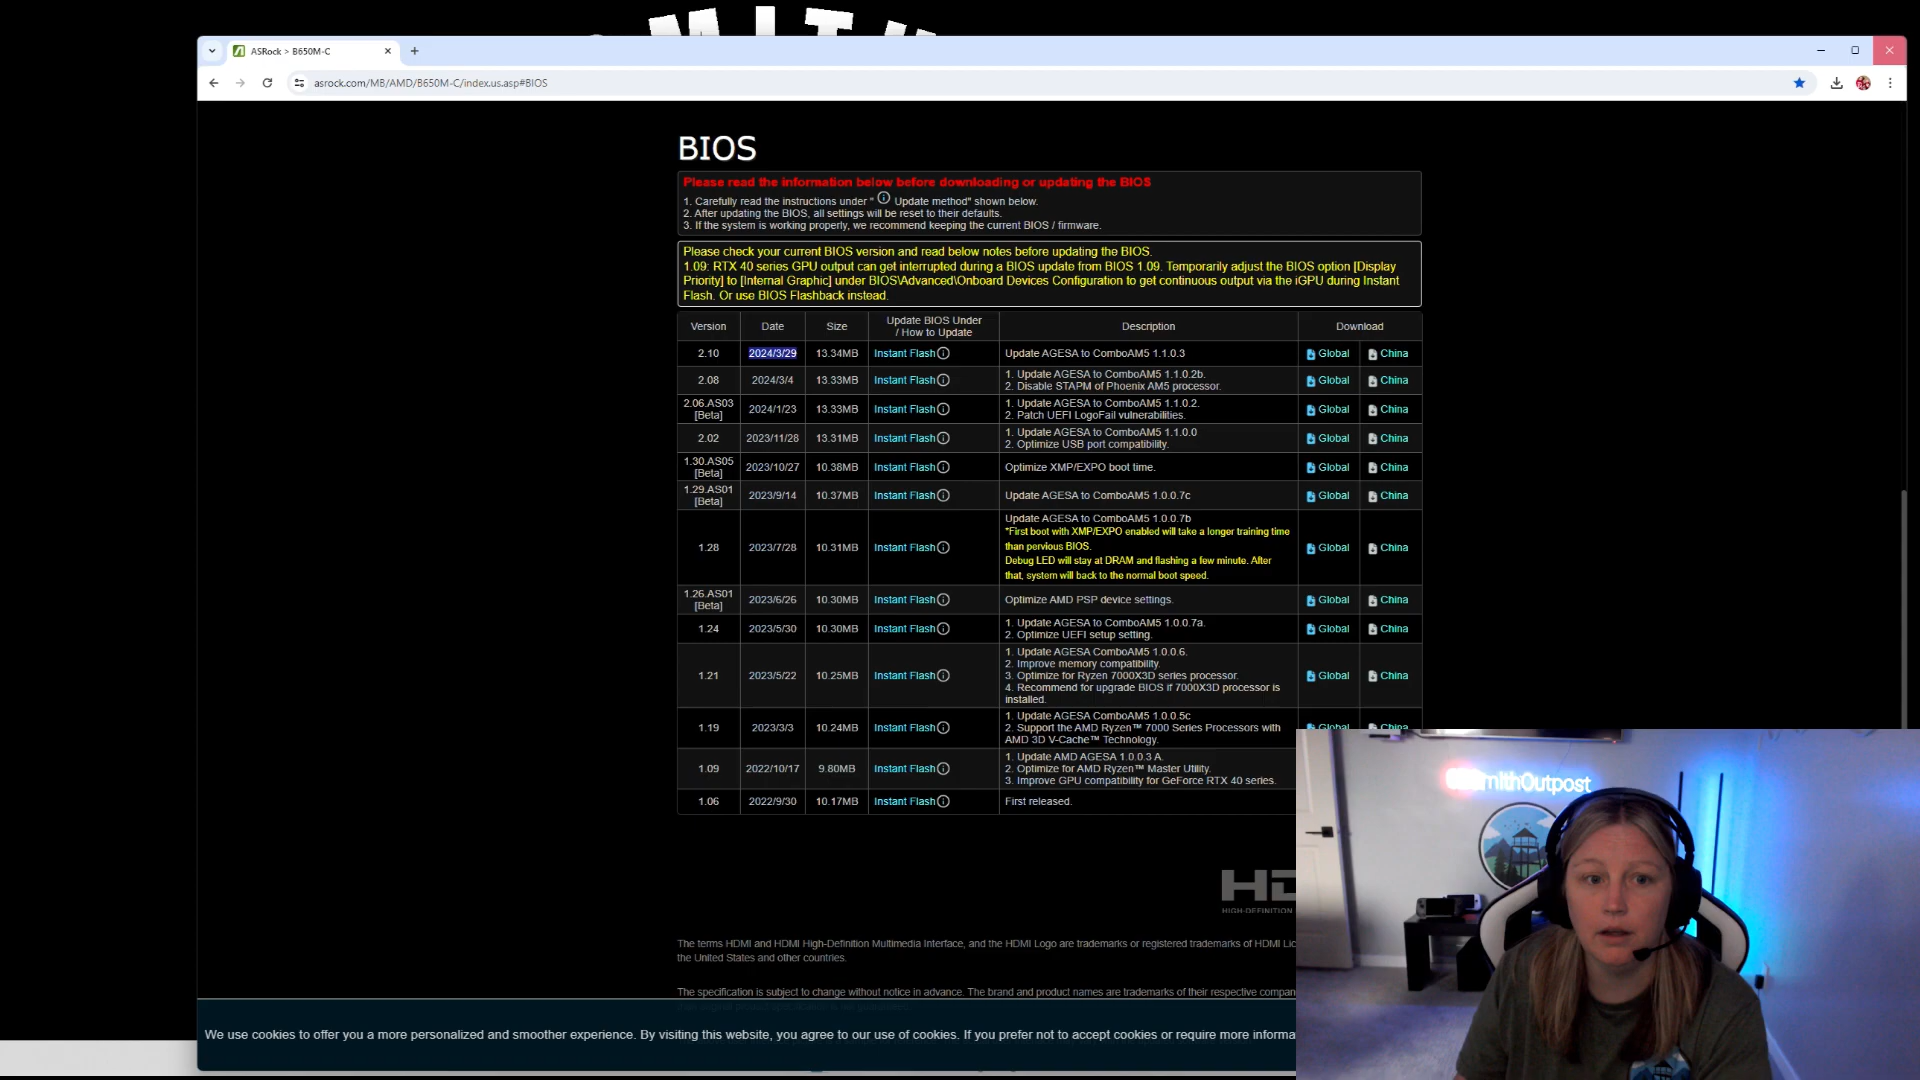 ASRock > B650M-C
asrock.com/MB/AMD/B650M-C/index.us.asp#BIOS
BIOS
Please read the information below before downloading or updating the BIOS
1. Carefully read the instructions under " Update method" shown below.
2. After updating the BIOS, all settings will be reset to their defaults.
3. If the system is working properly, we recommend keeping the current BIOS / firmware.
Please check your current BIOS version and read below notes before updating the BIOS.
1.09: RTX 40 series GPU output can get interrupted during a BIOS update from BIOS 1.09. Temporarily adjust the BIOS option [Display
Priority] to [Internal Graphic] under BIOS\Advanced\Onboard Devices Configuration to get continuous output via the iGPU during Instant
Flash. Or use BIOS Flashback instead.
Version Date Size Update BIOS Under / How to Update Description Download
2.10 2024/3/29 13.34MB Instant Flash Update AGESA to ComboAM5 1.1.0.3 Global China
2.08 2024/3/4 13.33MB Instant Flash 1. Update AGESA to ComboAM5 1.1.0.2b. Global China
2. Disable STAPM of Phoenix AM5 processor.
2.06.AS03 [Beta] 2024/1/23 13.33MB Instant Flash 1. Update AGESA to ComboAM5 1.1.0.2. Global China
2. Patch UEFI LogoFail vulnerabilities.
2.02 2023/11/28 13.31MB Instant Flash 1. Update AGESA to ComboAM5 1.1.0.0 Global China
2. Optimize USB port compatibility.
1.30.AS05 [Beta] 2023/10/27 10.38MB Instant Flash Optimize XMP/EXPO boot time. Global China
1.29.AS01 [Beta] 2023/9/14 10.37MB Instant Flash Update AGESA to ComboAM5 1.0.0.7c Global China
1.28 2023/7/28 10.31MB Instant Flash Update AGESA to ComboAM5 1.0.0.7b Global China
*First boot with XMP/EXPO enabled will take a longer training time
than pervious BIOS.
Debug LED will stay at DRAM and flashing a few minute. After
that, system will back to the normal boot speed.
1.26.AS01 [Beta] 2023/6/26 10.30MB Instant Flash Optimize AMD PSP device settings. Global China
1.24 2023/5/30 10.30MB Instant Flash 1. Update AGESA to ComboAM5 1.0.0.7a. Global China
2. Optimize UEFI setup setting.
1.21 2023/5/22 10.25MB Instant Flash 1. Update AGESA ComboAM5 1.0.0.6. Global China
2. Improve memory compatibility.
3. Optimize for Ryzen 7000X3D series processor.
4. Recommend for upgrade BIOS if 7000X3D processor is
installed.
1.19 2023/3/3 10.24MB Instant Flash 1. Update AGESA ComboAM5 1.0.0.5c Global China
2. Support the AMD Ryzen™ 7000 Series Processors with
AMD 3D V-Cache™ Technology.
1.09 2022/10/17 9.80MB Instant Flash 1. Update AMD AGESA 1.0.0.3 A.
2. Optimize for AMD Ryzen™ Master Utility.
3. Improve GPU compatibility for GeForce RTX 40 series.
1.06 2022/9/30 10.17MB Instant Flash First released.
HIGH-DEFINITION
The terms HDMI and HDMI High-Definition Multimedia Interface, and the HDMI Logo are trademarks or registered trademarks of HDMI Lic
the United States and other countries.
The specification is subject to change without notice in advance. The brand and product names are trademarks of their respective compan
We use cookies to offer you a more personalized and smoother experience. By visiting this website, you agree to our use of cookies. If you prefer not to accept cookies or require more informa
mithOutpost